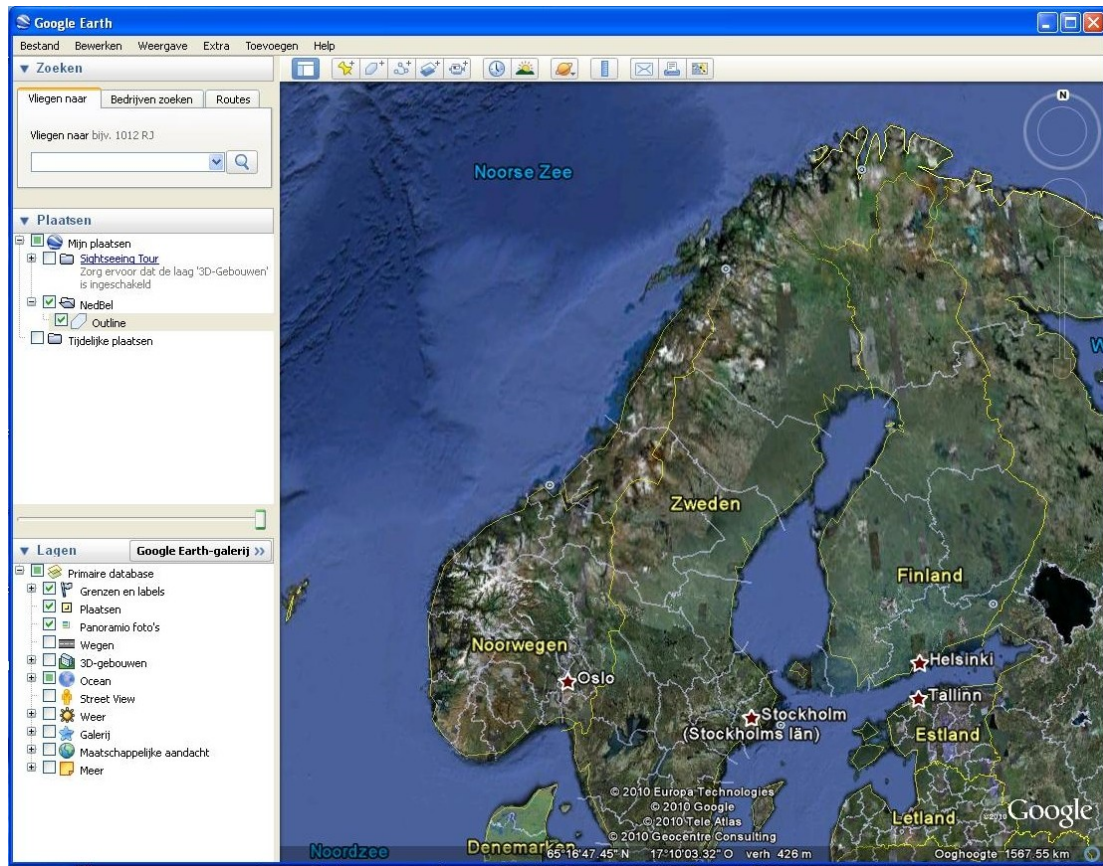 Google Earth
Bestand Bewerken Weergave Extra Toevoegen Help
Zoeken
Vliegen naar Bedrijven zoeken Routes
Vliegen naar bijv. 1012 RJ
Plaatsen
Mijn plaatsen
Sightseeing Tour
Zorg ervoor dat de laag '3D-Gebouwen'
is ingeschakeld
NedBel
Outline
Tijdelijke plaatsen
Lagen Google Earth-galerij >>
Primaire database
Grenzen en labels
Plaatsen
Panoramio foto's
Wegen
3D-gebouwen
Ocean
Street View
Weer
Galerij
Maatschappelijke aandacht
Meer
N
Noorse Zee
W
Zweden
Finland
Noorwegen
Helsinki
Oslo
Tallinn
Stockholm
(Stockholms län)
Estland
© 2010 Europa Technologies
© 2010 Google
© 2010 Tele Atlas
© 2010 Geocentre Consulting
Letland
©2010 Google
Noordzee
Denemarken
65°16'47.45" N 17°10'03.32" O verh 426 m
Ooghoogte 1567.55 km